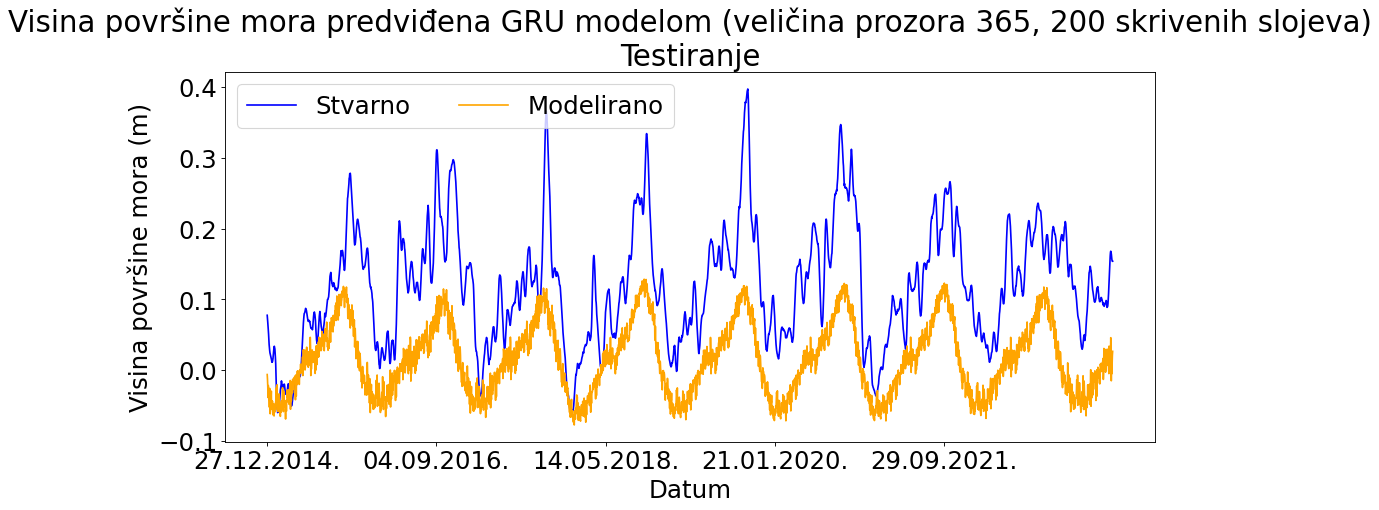 Visina površine mora predviđena GRU modelom (veličina prozora 365, 200 skrivenih slojeva)
Testiranje
Stvarno Modelirano
Visina površine mora (m)
0.4
0.3
0.2
0.1
0.0
−0.1
27.12.2014. 04.09.2016. 14.05.2018. 21.01.2020. 29.09.2021.
Datum